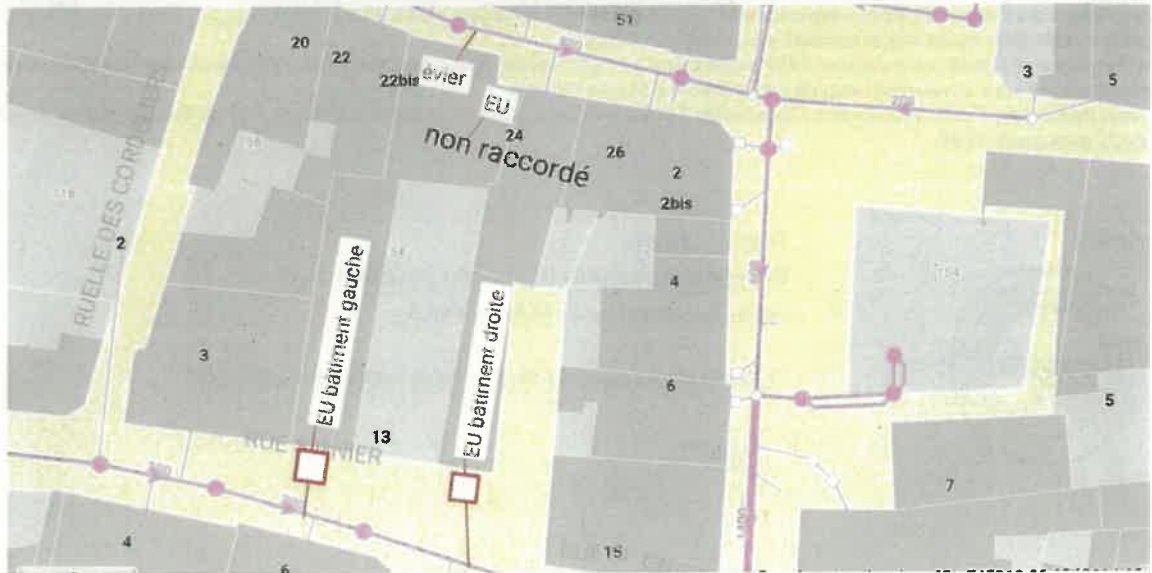 51
20
22
3
5
22bis
évier
EU
24
non raccordé
26
2
2bis
RUELLE DES CORDELIERS
2
4
EU batiment gauche
EU batiment droite
3
6
5
13
RUE
7
4
6
15